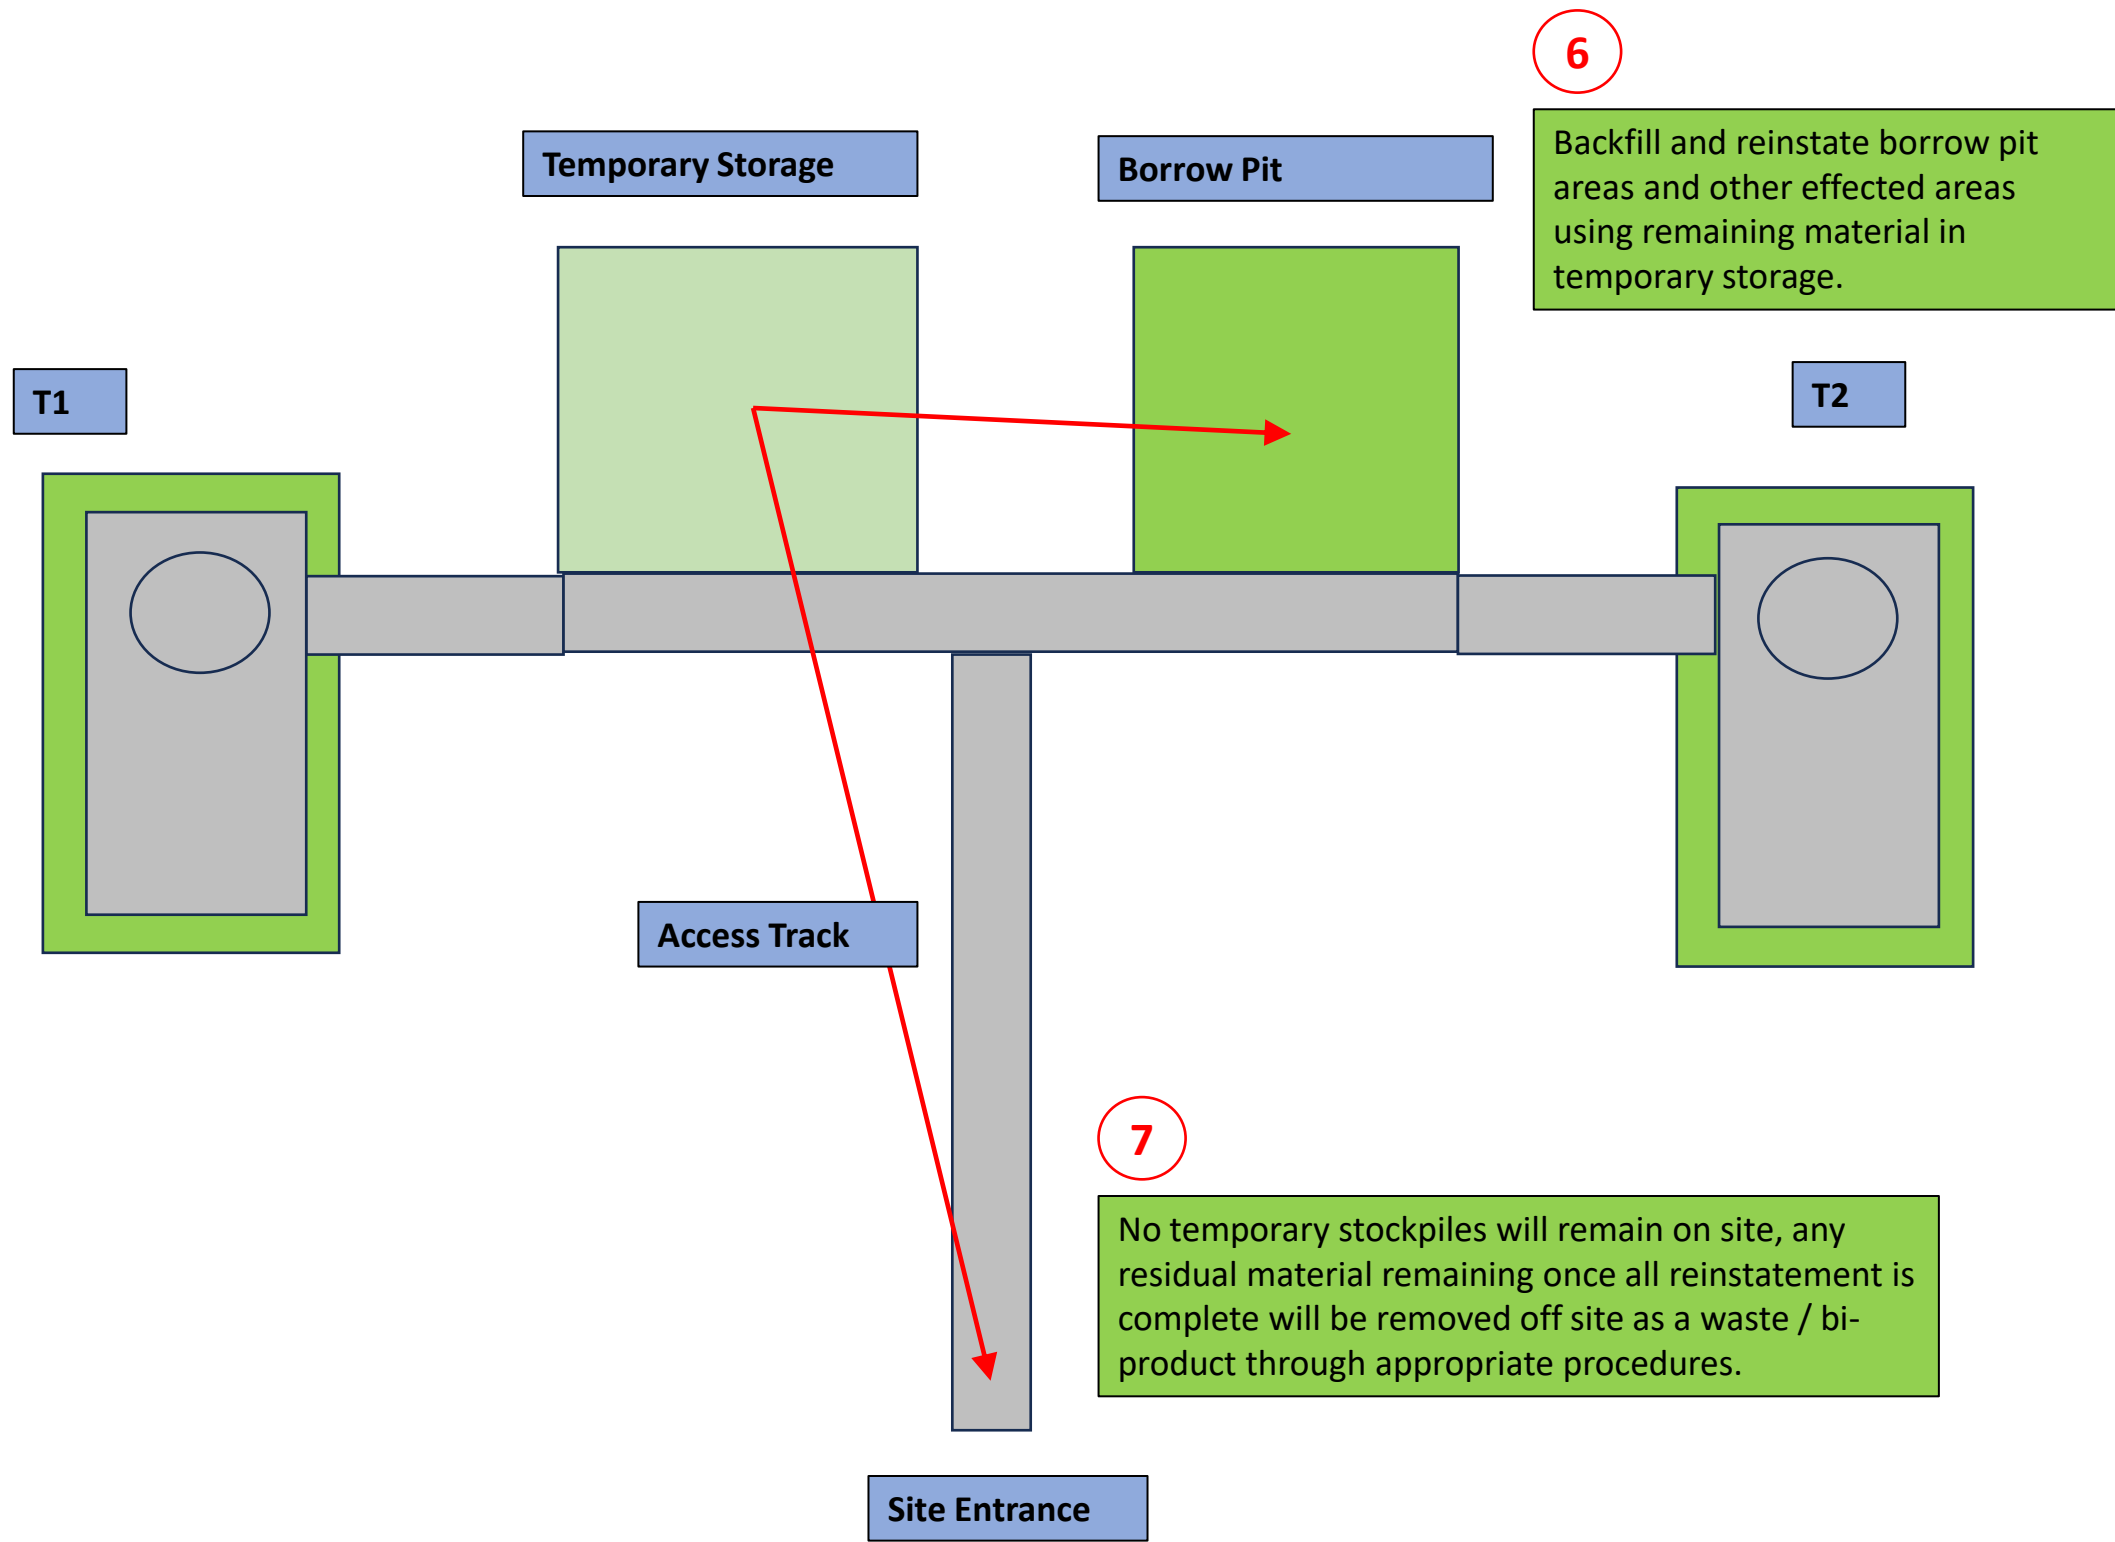 6
Backfill and reinstate borrow pit
areas and other effected areas
using remaining material in
temporary storage.
Temporary Storage
Borrow Pit
T1
T2
Access Track
7
No temporary stockpiles will remain on site, any
residual material remaining once all reinstatement is
complete will be removed off site as a waste / bi-
product through appropriate procedures.
Site Entrance